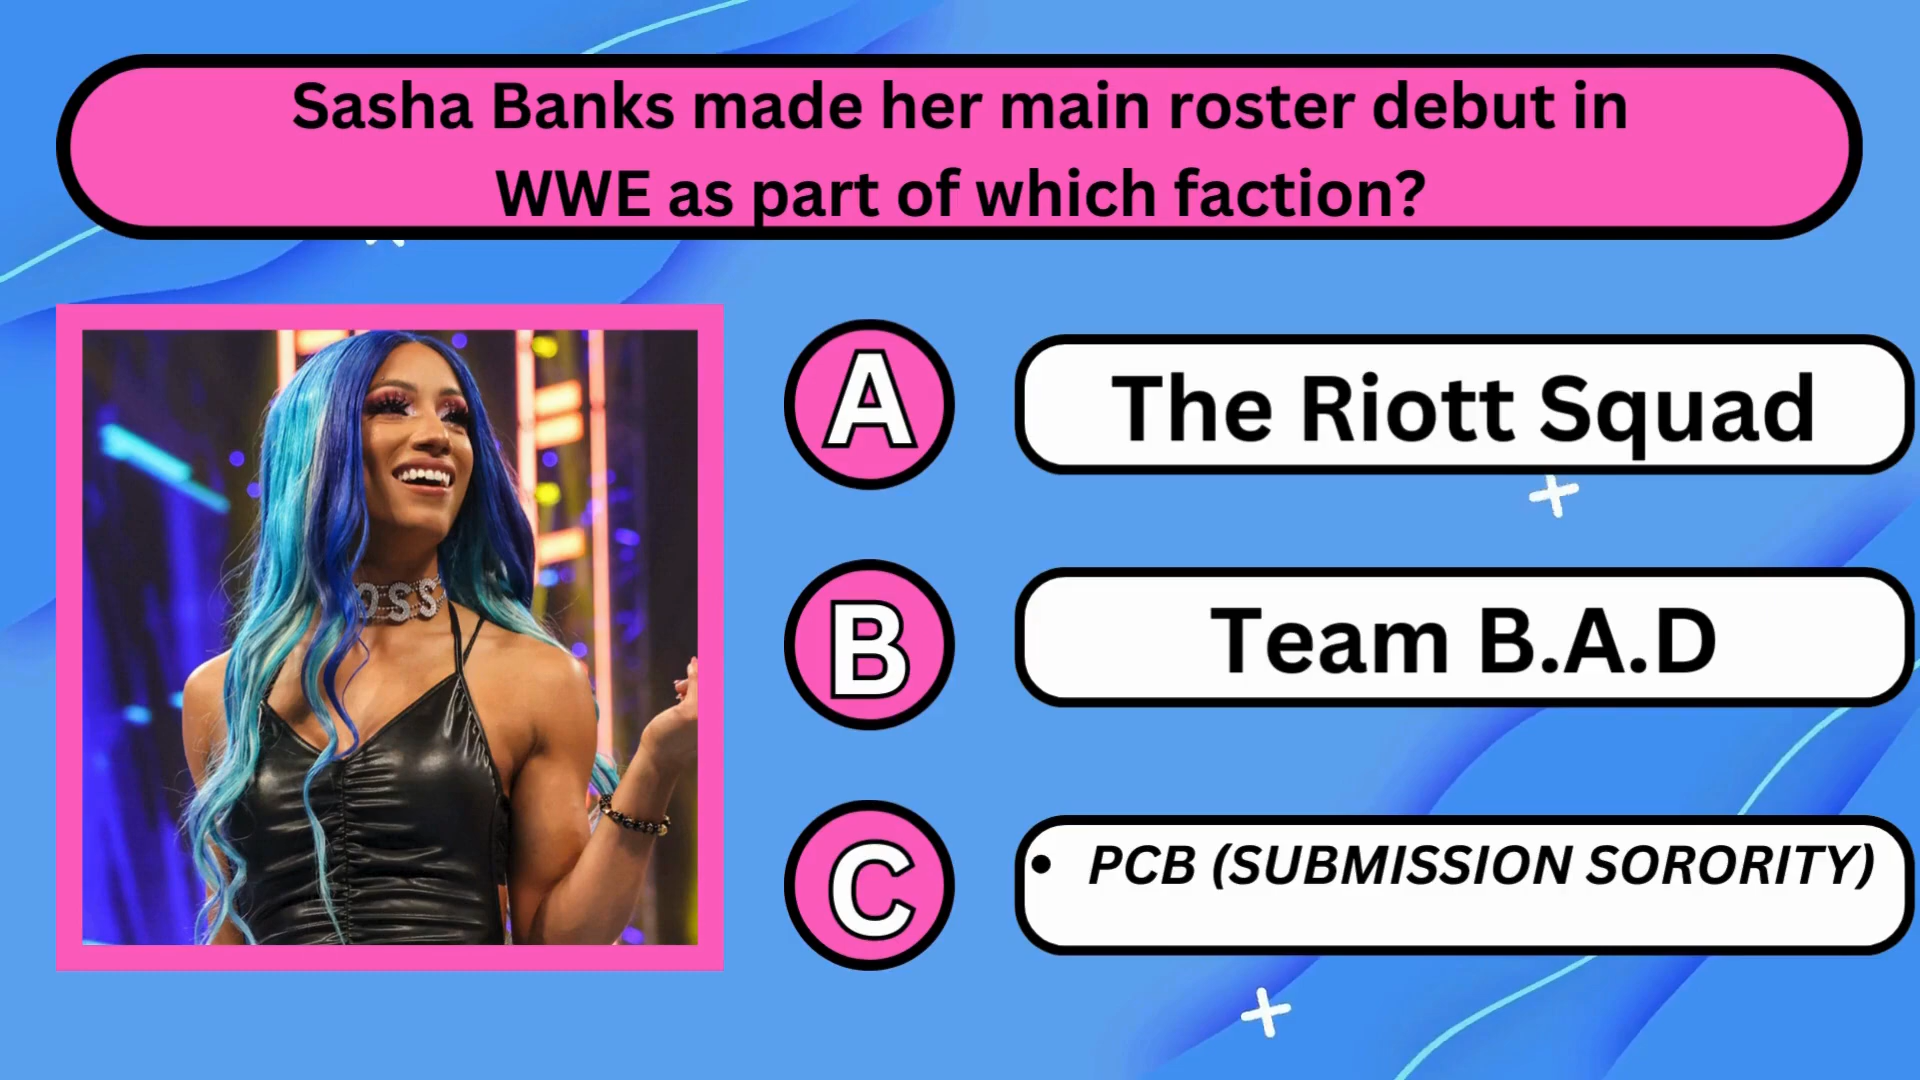 Sasha Banks made her main roster debut in
WWE as part of which faction?
A
The Riott Squad
OSS
B
Team B.A.D
C
• PCB (SUBMISSION SORORITY)